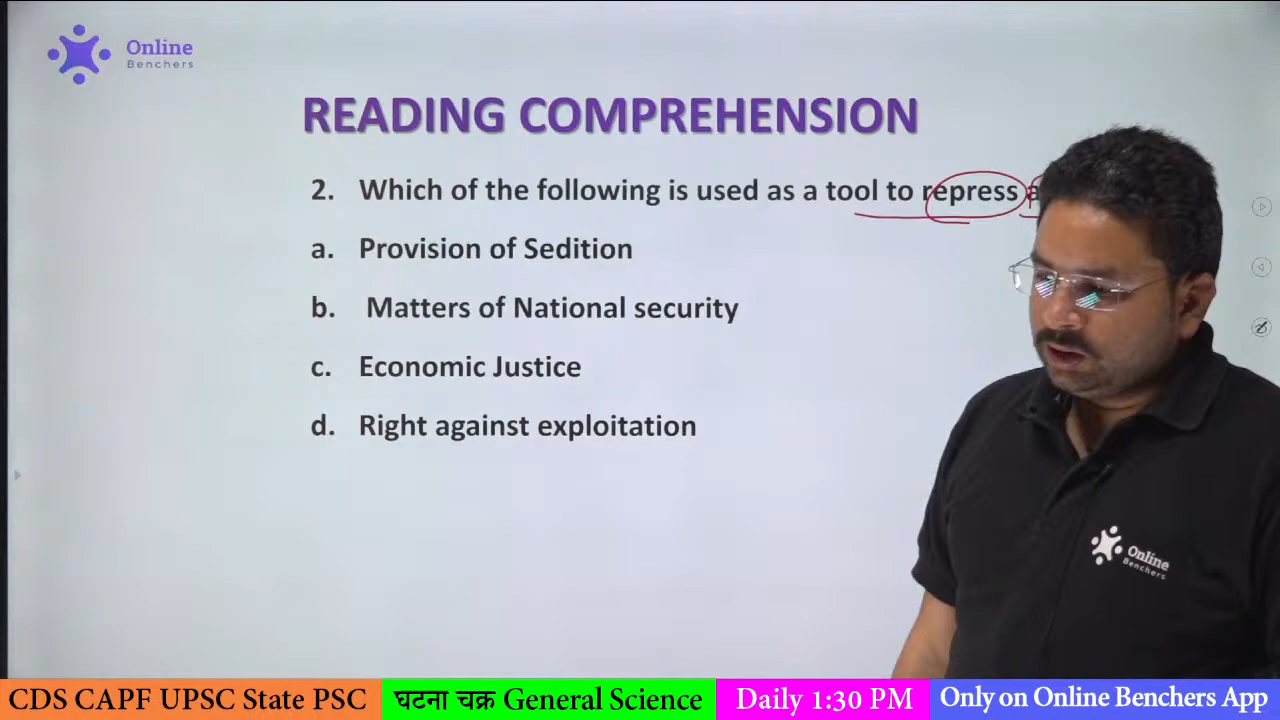 Online
Benchers
READING COMPREHENSION
2. Which of the following is used as a tool to repress
a. Provision of Sedition
b. Matters of National security
c. Economic Justice
d. Right against exploitation
Online
Benchers
CDS CAPF UPSC State PSC घटना चक्र General Science Daily 1:30 PM Only on Online Benchers App